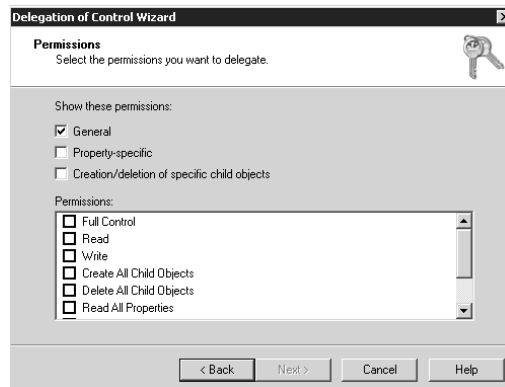 Delegation of Control Wizard
Permissions
Select the permissions you want to delegate.
Show these permissions:
General
Property-specific
Creation/deletion of specific child objects
Permissions:
Full Control
Read
Write
Create All Child Objects
Delete All Child Objects
Read All Properties
< Back Next > Cancel Help